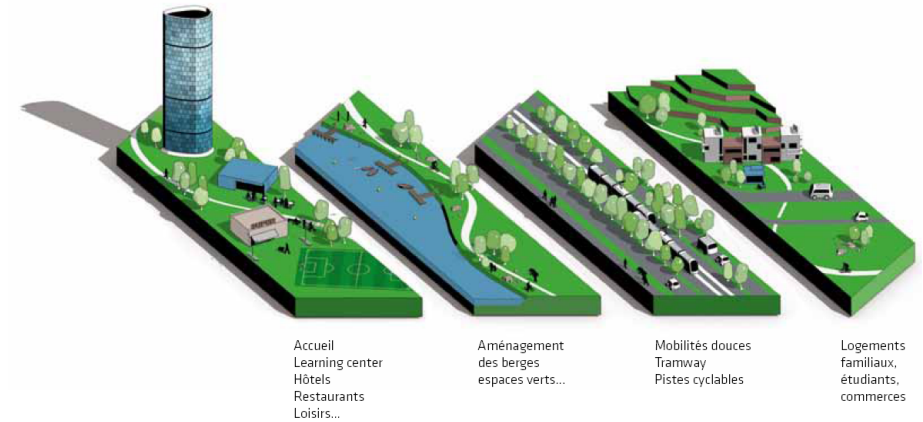 Accueil
Learning center
Hôtels
Restaurants
Loisirs...
Aménagement
des berges
espaces verts...
Mobilités douces
Tramway
Pistes cyclables
Logements
familiaux,
étudiants,
commerces